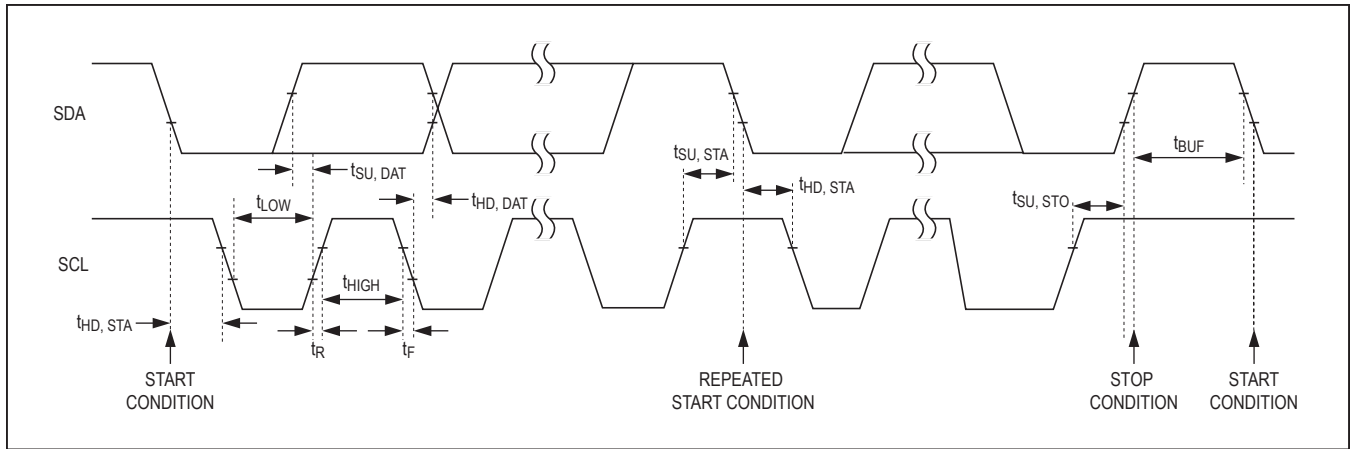 SDA
tSU, DAT
tSU, STA
tBUF
tHD, STA
tLOW
tHD, DAT
tSU, STO
SCL
tHIGH
tHD, STA
tR
tF
START
CONDITION
REPEATED
START CONDITION
STOP
CONDITION
START
CONDITION